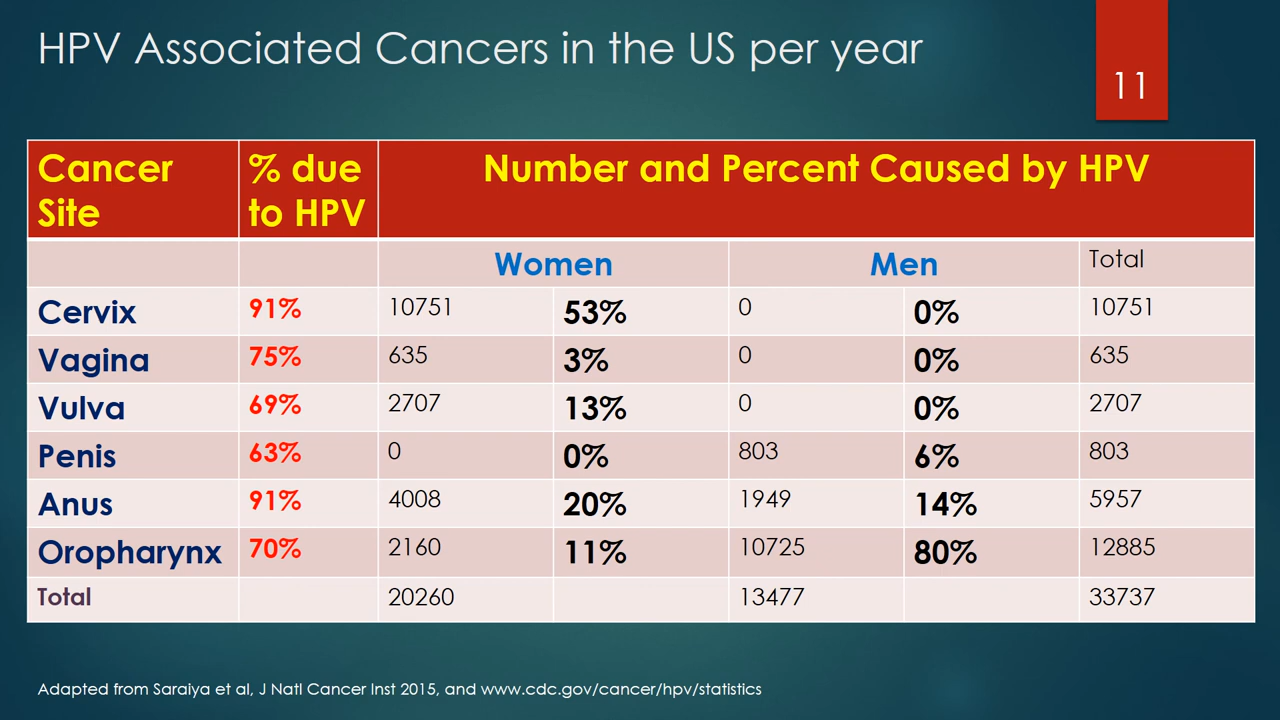 HPV Associated Cancers in the US per year
11
Cancer Site % due to HPV Number and Percent Caused by HPV
Women Men Total
Cervix 91% 10751 53% 0 0% 10751
Vagina 75% 635 3% 0 0% 635
Vulva 69% 2707 13% 0 0% 2707
Penis 63% 0 0% 803 6% 803
Anus 91% 4008 20% 1949 14% 5957
Oropharynx 70% 2160 11% 10725 80% 12885
Total 20260 13477 33737
Adapted from Saraiya et al, J Natl Cancer Inst 2015, and www.cdc.gov/cancer/hpv/statistics